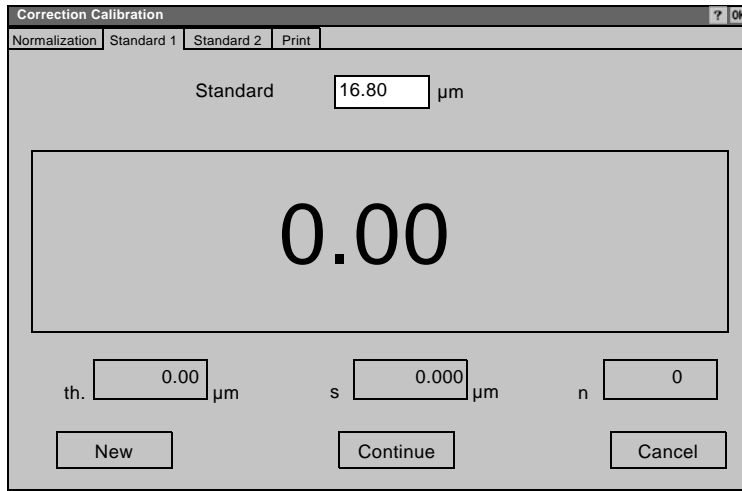 Correction Calibration ? OK
Normalization Standard 1 Standard 2 Print
Standard 16.80 µm
0.00
th. 0.00 µm s 0.000 µm n 0
New Continue Cancel